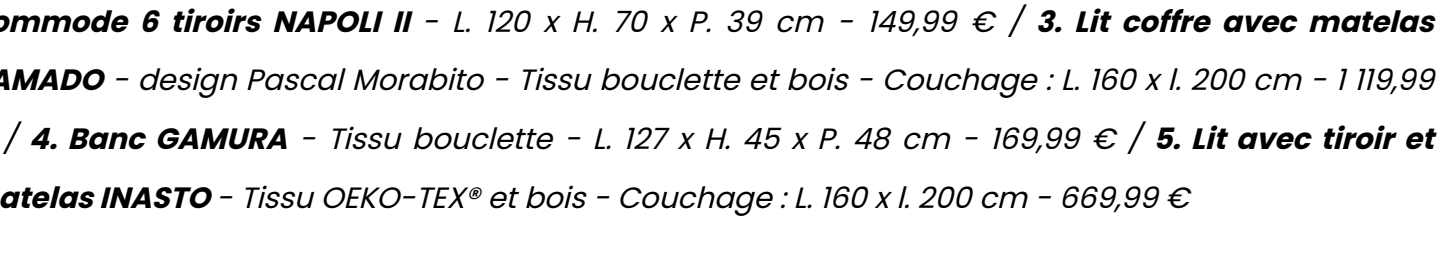 ommode 6 tiroirs NAPOLI II - L. 120 x H. 70 x P. 39 cm - 149,99 € / 3. Lit coffre avec matelas
AMADO - design Pascal Morabito - Tissu bouclette et bois - Couchage : L. 160 x l. 200 cm - 1 119,99
/ 4. Banc GAMURA - Tissu bouclette - L. 127 x H. 45 x P. 48 cm - 169,99 € / 5. Lit avec tiroir et
atelas INASTO - Tissu OEKO-TEX® et bois - Couchage : L. 160 x l. 200 cm - 669,99 €